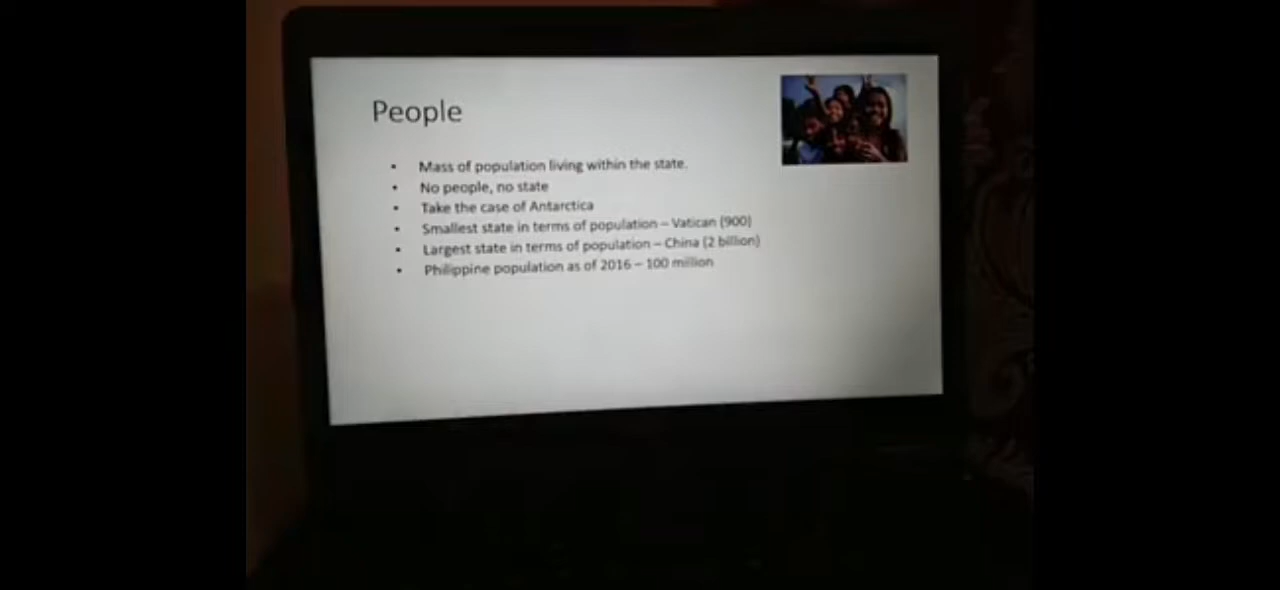 People
• Mass of population living within the state.
• No people, no state
• Take the case of Antarctica
• Smallest state in terms of population – Vatican (900)
• Largest state in terms of population – China (2 billion)
• Philippine population as of 2016 – 100 million